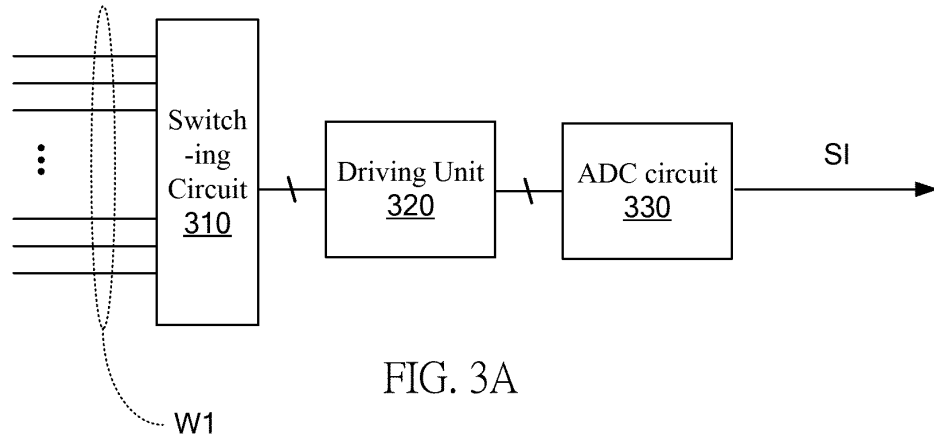 Switch
-ing
Circuit
310
Driving Unit
320
ADC circuit
330
SI
FIG. 3A
W1